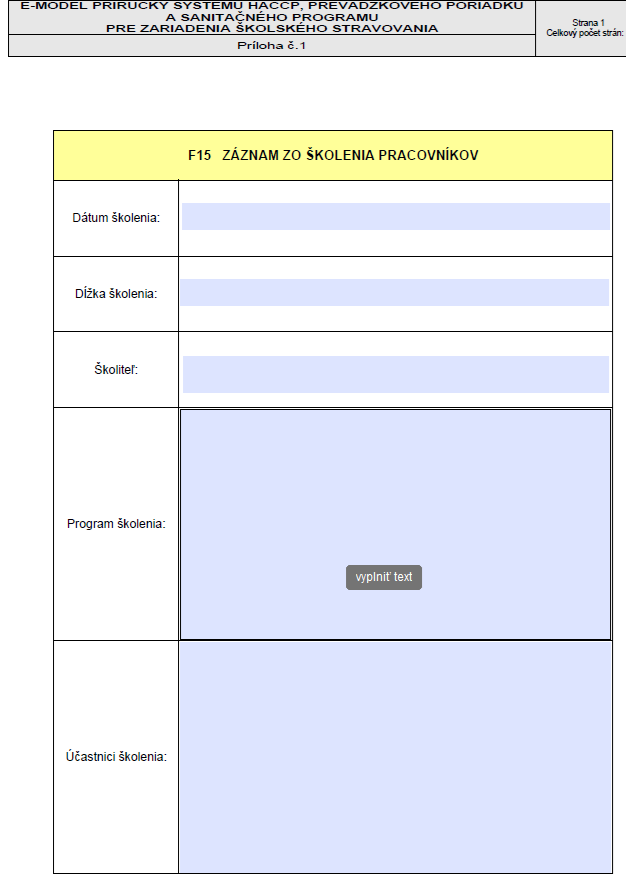 E-MODEL PRÍRUČKY SYSTÉMU HACCP, PREVÁDZKOVÉHO PORIADKU
A SANITAČNÉHO PROGRAMU
PRE ZARIADENIA ŠKOLSKÉHO STRAVOVANIA
Príloha č.1
Strana 1
Celkový počet strán:
F15 ZÁZNAM ZO ŠKOLENIA PRACOVNÍKOV
Dátum školenia:
Dĺžka školenia:
Školiteľ:
Program školenia:
vyplniť text
Účastnici školenia: